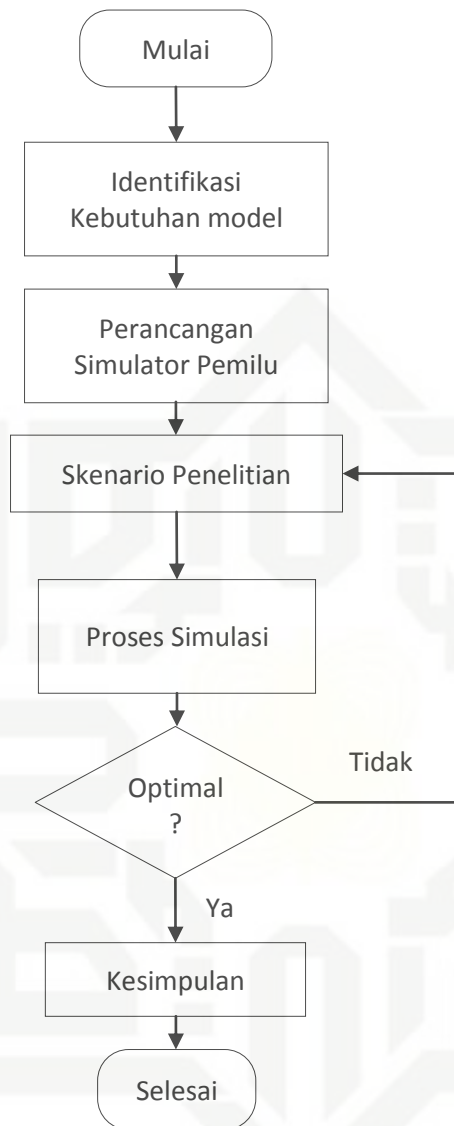 Mulai
Identifikasi
Kebutuhan model
Perancangan
Simulator Pemilu
Skenario Penelitian
Proses Simulasi
Optimal
?
Tidak
Ya
Kesimpulan
Selesai